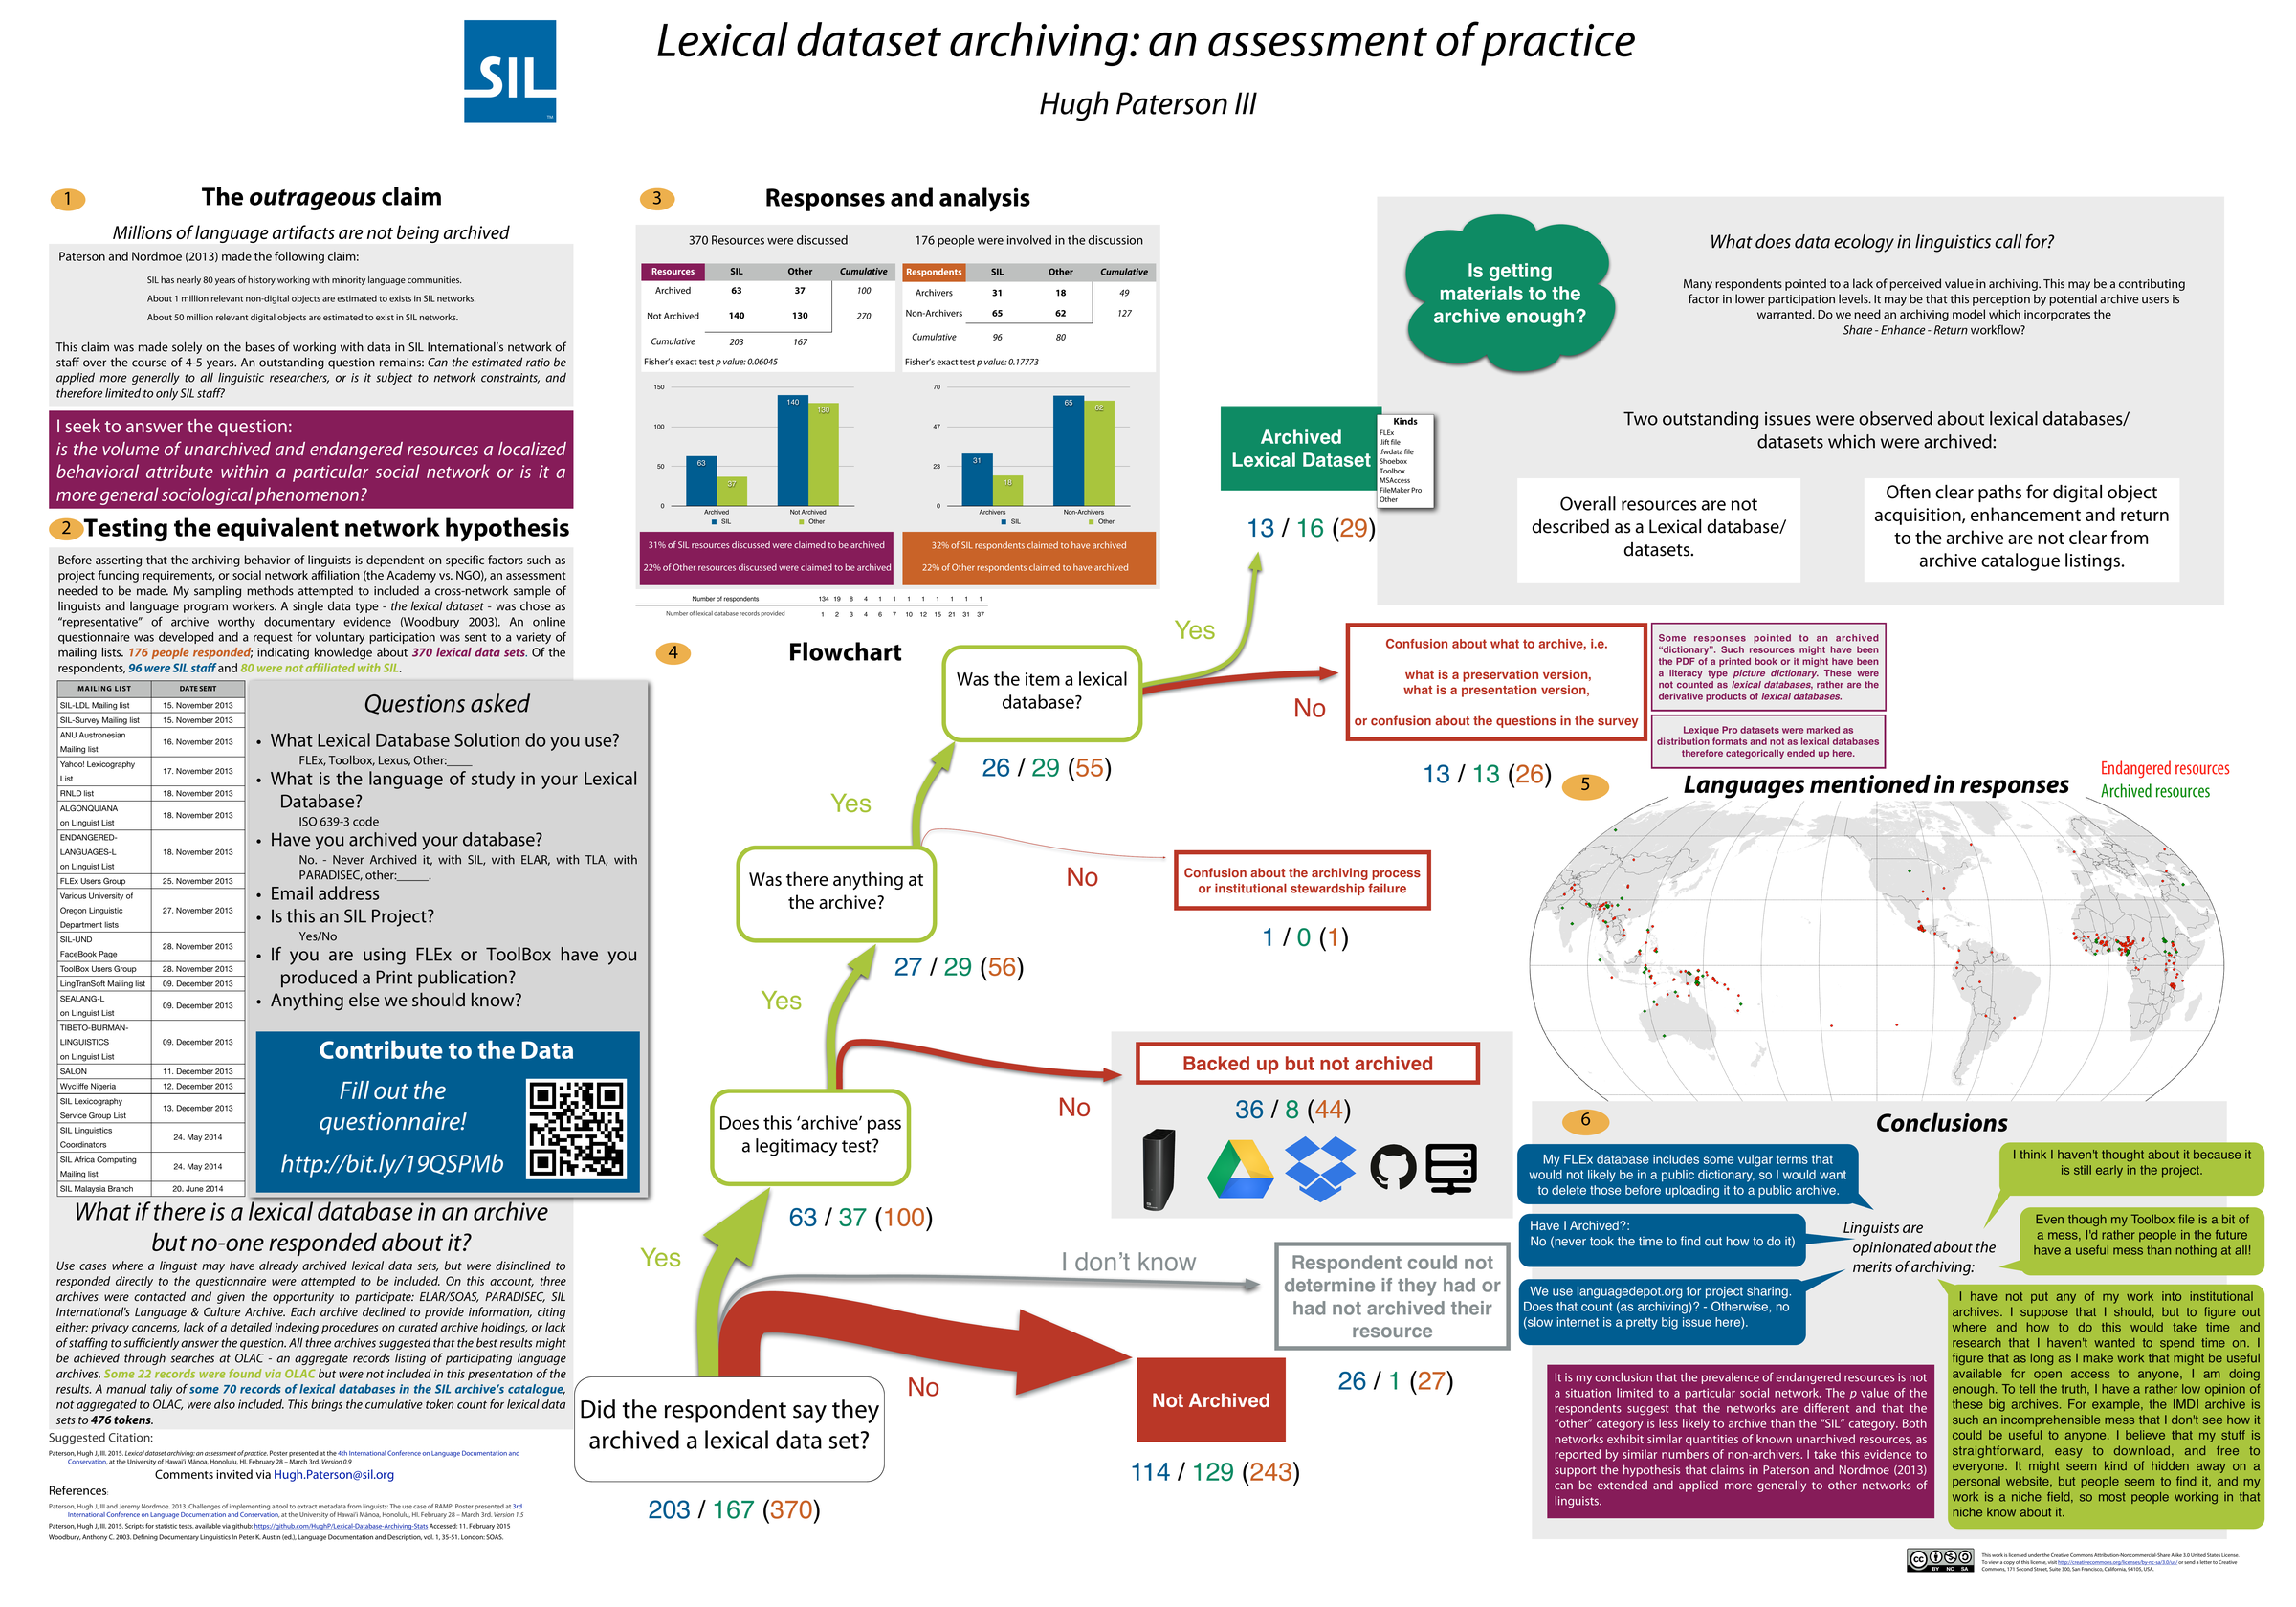 SIL
TM
Lexical dataset archiving: an assessment of practice
Hugh Paterson III
1
The outrageous claim
Millions of language artifacts are not being archived
Paterson and Nordmoe (2013) made the following claim:
SIL has nearly 80 years of history working with minority language communities.
About 1 million relevant non-digital objects are estimated to exists in SIL networks.
About 50 million relevant digital objects are estimated to exist in SIL networks.
This claim was made solely on the bases of working with data in SIL International's network of
staff over the course of 4-5 years. An outstanding question remains: Can the estimated ratio be
applied more generally to all linguistic researchers, or is it subject to network constraints, and
therefore limited to only SIL staff?
I seek to answer the question:
is the volume of unarchived and endangered resources a localized
behavioral attribute within a particular social network or is it a
more general sociological phenomenon?
2
Testing the equivalent network hypothesis
Before asserting that the archiving behavior of linguists is dependent on specific factors such as
project funding requirements, or social network affiliation (the Academy vs. NGO), an assessment
needed to be made. My sampling methods attempted to included a cross-network sample of
linguists and language program workers. A single data type - the lexical dataset - was chose as
"representative" of archive worthy documentary evidence (Woodbury 2003). An online
questionnaire was developed and a request for voluntary participation was sent to a variety of
mailing lists. 176 people responded; indicating knowledge about 370 lexical data sets. Of the
respondents, 96 were SIL staff and 80 were not affiliated with SIL.
MAILING LIST DATE SENT
SIL-LDL Mailing list 15. November 2013
SIL-Survey Mailing list 15. November 2013
ANU Austronesian
Mailing list 16. November 2013
Yahoo! Lexicography
List 17. November 2013
RNLD list 18. November 2013
ALGONQUIANA
on Linguist List 18. November 2013
ENDANGERED-
LANGUAGES-L 18. November 2013
on Linguist List
FLEx Users Group 25. November 2013
Various University of
Oregon Linguistic 27. November 2013
Department lists
SIL-UND
FaceBook Page 28. November 2013
ToolBox Users Group 28. November 2013
LingTranSoft Mailing list 09. December 2013
SEALANG-L
on Linguist List 09. December 2013
TIBETO-BURMAN-
LINGUISTICS 09. December 2013
on Linguist List
SALON 11. December 2013
Wycliffe Nigeria 12. December 2013
SIL Lexicography
Service Group List 13. December 2013
SIL Linguistics
Coordinators 24. May 2014
SIL Africa Computing
Mailing list 24. May 2014
SIL Malaysia Branch 20. June 2014
Questions asked
• What Lexical Database Solution do you use?
FLEx, Toolbox, Lexus, Other:____
• What is the language of study in your Lexical
Database?
ISO 639-3 code
• Have you archived your database?
No. - Never Archived it, with SIL, with ELAR, with TLA, with
PARADISEC, other:_____.
• Email address
• Is this an SIL Project?
Yes/No
• If you are using FLEx or ToolBox have you
produced a Print publication?
• Anything else we should know?
Contribute to the Data
Fill out the
questionnaire!
http://bit.ly/19QSPMb
What if there is a lexical database in an archive
but no-one responded about it?
Use cases where a linguist may have already archived lexical data sets, but were disinclined to
responded directly to the questionnaire were attempted to be included. On this account, three
archives were contacted and given the opportunity to participate: ELAR/SOAS, PARADISEC, SIL
International's Language & Culture Archive. Each archive declined to provide information, citing
either: privacy concerns, lack of a detailed indexing procedures on curated archive holdings, or lack
of staffing to sufficiently answer the question. All three archives suggested that the best results might
be achieved through searches at OLAC - an aggregate records listing of participating language
archives. Some 22 records were found via OLAC but were not included in this presentation of the
results. A manual tally of some 70 records of lexical databases in the SIL archive's catalogue,
not aggregated to OLAC, were also included. This brings the cumulative token count for lexical data
sets to 476 tokens.
Suggested Citation:
Paterson, Hugh J, III. 2015. Lexical dataset archiving: an assessment of practice. Poster presented at the 4th International Conference on Language Documentation and
Conservation, at the University of Hawai'i Mānoa, Honolulu, HI. February 28 – March 3rd. Version 0.9
Comments invited via Hugh.Paterson@sil.org
References:
Paterson, Hugh J, III and Jeremy Nordmoe. 2013. Challenges of implementing a tool to extract metadata from linguists: The use case of RAMP. Poster presented at 3rd
International Conference on Language Documentation and Conservation, at the University of Hawai'i Mānoa, Honolulu, HI. February 28 – March 3rd. Version 1.5
Paterson, Hugh J, III. 2015. Scripts for statistic tests. available via github: https://github.com/HughP/Lexical-Database-Archiving-Stats Accessed: 11. February 2015
Woodbury, Anthony C. 2003. Defining Documentary Linguistics In Peter K. Austin (ed.), Language Documentation and Description, vol. 1, 35-51. London: SOAS.
3
Responses and analysis
370 Resources were discussed
Resources SIL Other Cumulative
Archived 63 37 100
Not Archived 140 130 270
Cumulative 203 167
Fisher's exact test p value: 0.06045
150
100
50
0
63
37
140
130
Archived Not Archived
SIL Other
31% of SIL resources discussed were claimed to be archived
22% of Other resources discussed were claimed to be archived
176 people were involved in the discussion
Respondents SIL Other Cumulative
Archivers 31 18 49
Non-Archivers 65 62 127
Cumulative 96 80
Fisher's exact test p value: 0.17773
70
47
23
0
31
18
65
62
Archivers Non-Archivers
SIL Other
32% of SIL respondents claimed to have archived
22% of Other respondents claimed to have archived
Number of respondents 134 19 8 4 1 1 1 1 1 1 1 1
Number of lexical database records provided 1 2 3 4 6 7 10 12 15 21 31 37
4
Flowchart
Archived
Lexical Dataset
Kinds
FLEx
.lift file
.fwdata file
Shoebox
Toolbox
MSAccess
FileMaker Pro
Other
13 / 16 (29)
Yes
Was the item a lexical
database?
26 / 29 (55)
No
Confusion about what to archive, i.e.
what is a preservation version,
what is a presentation version,
or confusion about the questions in the survey
13 / 13 (26)
Some responses pointed to an archived
"dictionary". Such resources might have been
the PDF of a printed book or it might have been
a literacy type picture dictionary. These were
not counted as lexical databases, rather are the
derivative products of lexical databases.
Lexique Pro datasets were marked as
distribution formats and not as lexical databases
therefore categorically ended up here.
Yes
Was there anything at
the archive?
27 / 29 (56)
No
Confusion about the archiving process
or institutional stewardship failure
1 / 0 (1)
Yes
Does this 'archive' pass
a legitimacy test?
63 / 37 (100)
No
Backed up but not archived
36 / 8 (44)
Yes
I don't know
Respondent could not
determine if they had or
had not archived their
resource
26 / 1 (27)
No
Not Archived
114 / 129 (243)
Did the respondent say they
archived a lexical data set?
203 / 167 (370)
Is getting
materials to the
archive enough?
What does data ecology in linguistics call for?
Many respondents pointed to a lack of perceived value in archiving. This may be a contributing
factor in lower participation levels. It may be that this perception by potential archive users is
warranted. Do we need an archiving model which incorporates the
Share - Enhance - Return workflow?
Two outstanding issues were observed about lexical databases/
datasets which were archived:
Overall resources are not
described as a Lexical database/
datasets.
Often clear paths for digital object
acquisition, enhancement and return
to the archive are not clear from
archive catalogue listings.
5
Languages mentioned in responses
Endangered resources
Archived resources
6
Conclusions
My FLEx database includes some vulgar terms that
would not likely be in a public dictionary, so I would want
to delete those before uploading it to a public archive.
Have I Archived?:
No (never took the time to find out how to do it)
We use languagedepot.org for project sharing.
Does that count (as archiving)? - Otherwise, no
(slow internet is a pretty big issue here).
Linguists are
opinionated about the
merits of archiving:
I think I haven't thought about it because it
is still early in the project.
Even though my Toolbox file is a bit of
a mess, I'd rather people in the future
have a useful mess than nothing at all!
I have not put any of my work into institutional
archives. I suppose that I should, but to figure out
where and how to do this would take time and
research that I haven't wanted to spend time on. I
figure that as long as I make work that might be useful
available for open access to anyone, I am doing
enough. To tell the truth, I have a rather low opinion of
these big archives. For example, the IMDI archive is
such an incomprehensible mess that I don't see how it
could be useful to anyone. I believe that my stuff is
straightforward, easy to download, and free to
everyone. It might seem kind of hidden away on a
personal website, but people seem to find it, and my
work is a niche field, so most people working in that
niche know about it.
It is my conclusion that the prevalence of endangered resources is not
a situation limited to a particular social network. The p value of the
respondents suggest that the networks are different and that the
"other" category is less likely to archive than the "SIL" category. Both
networks exhibit similar quantities of known unarchived resources, as
reported by similar numbers of non-archivers. I take this evidence to
support the hypothesis that claims in Paterson and Nordmoe (2013)
can be extended and applied more generally to other networks of
linguists.
CC BY NC SA
This work is licensed under the Creative Commons Attribution-Noncommercial-Share Alike 3.0 United States License.
To view a copy of this license, visit http://creativecommons.org/licenses/by-nc-sa/3.0/us/ or send a letter to Creative
Commons, 171 Second Street, Suite 300, San Francisco, California, 94105, USA.